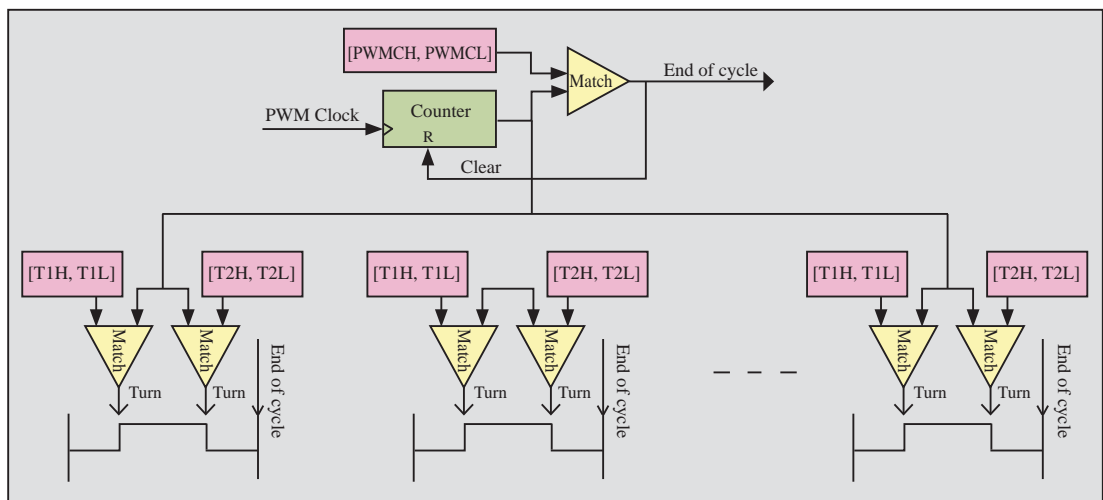 [PWMCH, PWMCL]
Match
End of cycle
PWM Clock
Counter
R
Clear
[T1H, T1L]
[T2H, T2L]
Match
Match
Turn
Turn
End of cycle
[T1H, T1L]
[T2H, T2L]
Match
Match
Turn
Turn
End of cycle
[T1H, T1L]
[T2H, T2L]
Match
Match
Turn
Turn
End of cycle